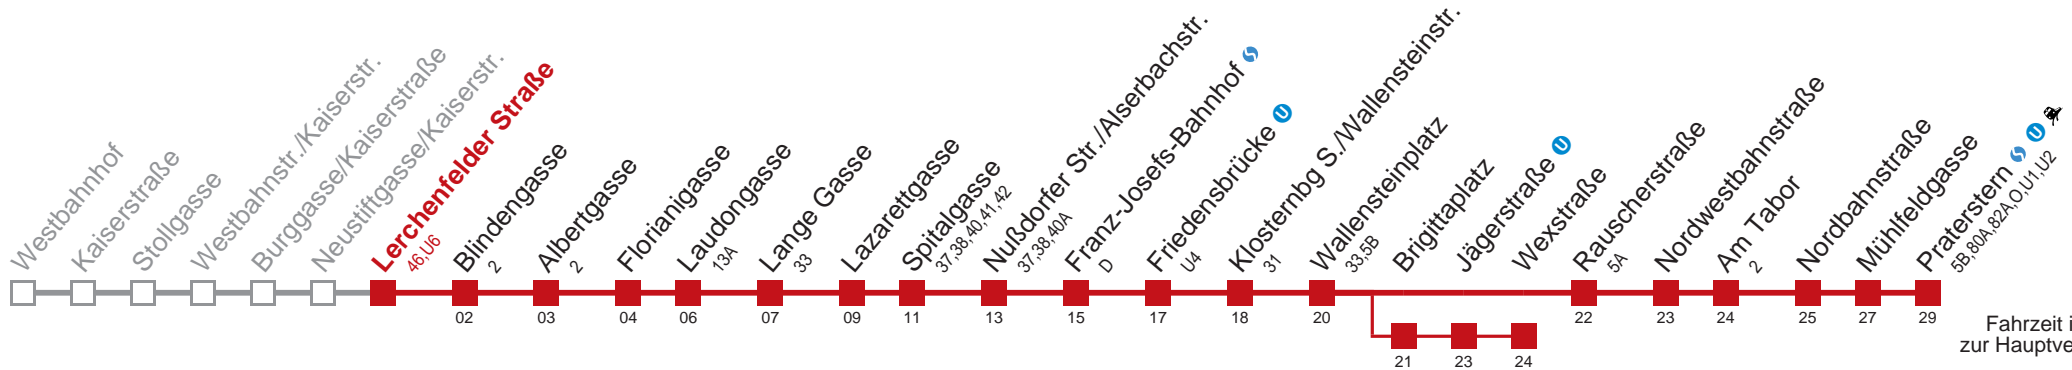 Westbahnhof
Kaiserstraße
Stollgasse
Westbahnstr./Kaiserstr.
Burggasse/Kaiserstraße
Neustiftgasse/Kaiserstr.
Lerchenfelder Straße
46,U6
Blindengasse
2
Albertgasse
2
Florianigasse
Laudongasse
13A
Lange Gasse
33
Lazarettgasse
Spitalgasse
37,38,40,41,42
Nußdorfer Str./Alserbachstr.
37,38,40A
Franz-Josefs-Bahnhof
D
Friedensbrücke U
U4
Klosternbg S./Wallensteinstr.
31
Wallensteinplatz
33,5B
Brigittaplatz
Jägerstraße U
Wexstraße
Rauscherstraße
5A
Nordwestbahnstraße
Am Tabor
2
Nordbahnstraße
Mühlfeldgasse
Praterstern U
5B,80A,82A,O,U1,U2
02 03 04 06 07 09 11 13 15 17 18 20 22 23 24 25 27 29
21 23 24
Fahrzeit i
zur Hauptve